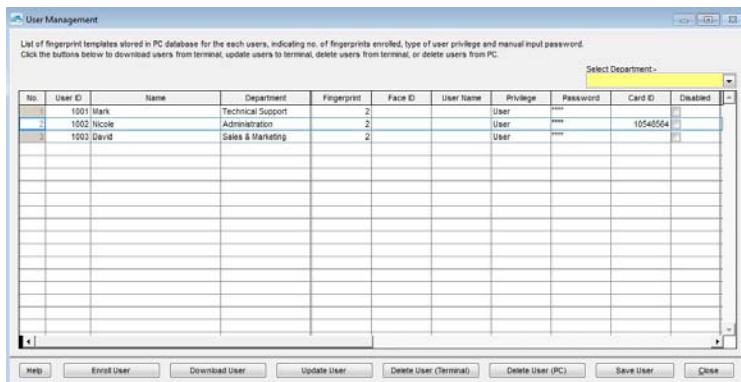 User Management
List of fingerprint templates stored in PC database for the each users, indicating no. of fingerprints enrolled, type of user privilege and manual input password.
Click the buttons below to download users from terminal, update users to terminal, delete users from terminal, or delete users from PC.
Select Department:-
No. User ID Name Department Fingerprint Face ID User Name Privilege Password Card ID Disabled
1 1001 Mark Technical Support 2 User ****
2 1002 Nicole Administration 2 User **** 10548564
3 1003 David Sales & Marketing 2 User ****
Help Enroll User Download User Update User Delete User (Terminal) Delete User (PC) Save User Close